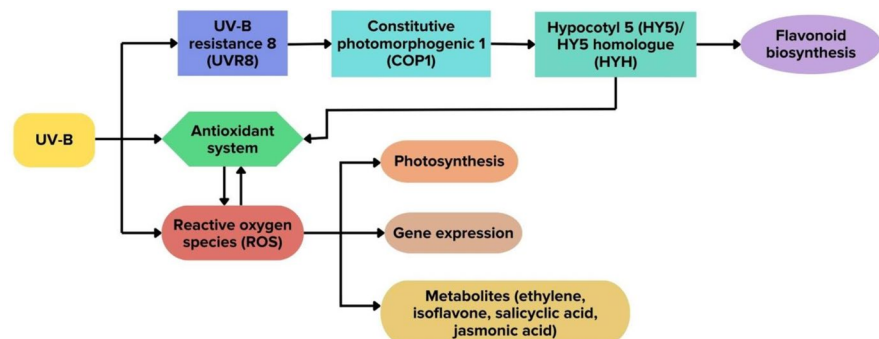 UV-B
resistance 8
(UVR8)
Constitutive
photomorphogenic 1
(COP1)
Hypocotyl 5 (HY5)/
HY5 homologue
(HYH)
Flavonoid
biosynthesis
UV-B
Antioxidant
system
Photosynthesis
Reactive oxygen
species (ROS)
Gene expression
Metabolites (ethylene,
isoflavone, salicyclic acid,
jasmonic acid)